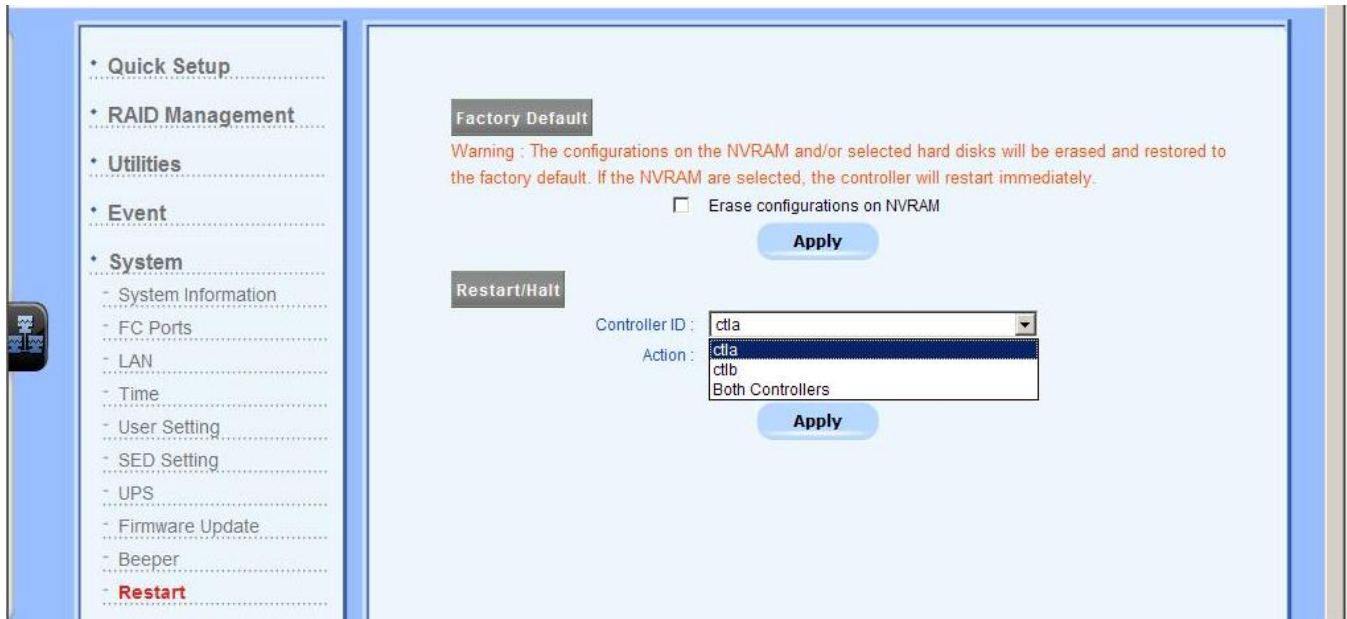 Quick Setup
RAID Management
Utilities
Event
System
- System Information
- FC Ports
- LAN
- Time
- User Setting
- SED Setting
- UPS
- Firmware Update
- Beeper
- Restart
Factory Default
Warning : The configurations on the NVRAM and/or selected hard disks will be erased and restored to
the factory default. If the NVRAM are selected, the controller will restart immediately.
Erase configurations on NVRAM
Apply
Restart/Halt
Controller ID : ctla
Action :
ctla
ctlb
Both Controllers
Apply